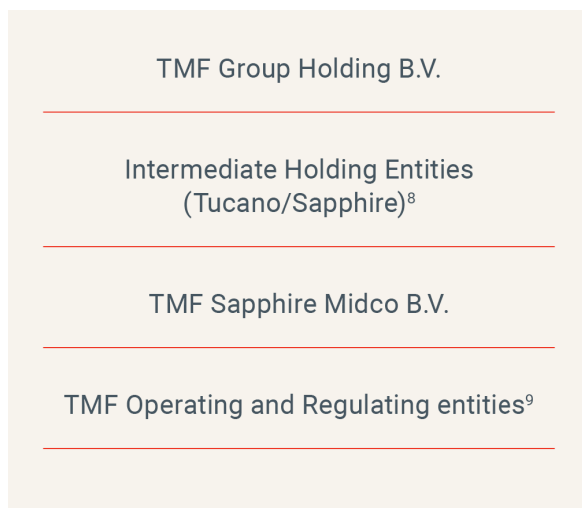 TMF Group Holding B.V.
Intermediate Holding Entities
(Tucano/Sapphire)⁸
TMF Sapphire Midco B.V.
TMF Operating and Regulating entities⁹